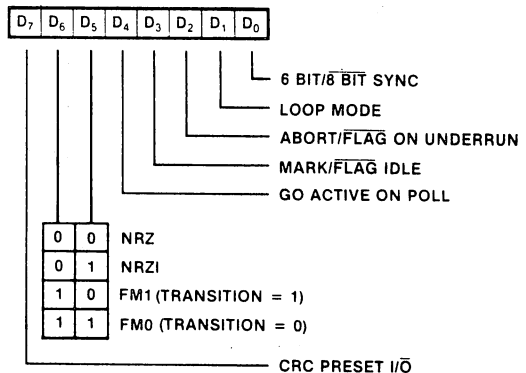 D7 D6 D5 D4 D3 D2 D1 D0
6 BIT/8 BIT SYNC
LOOP MODE
ABORT/FLAG ON UNDERRUN
MARK/FLAG IDLE
GO ACTIVE ON POLL
0 0 NRZ
0 1 NRZI
1 0 FM1 (TRANSITION = 1)
1 1 FM0 (TRANSITION = 0)
CRC PRESET I/O